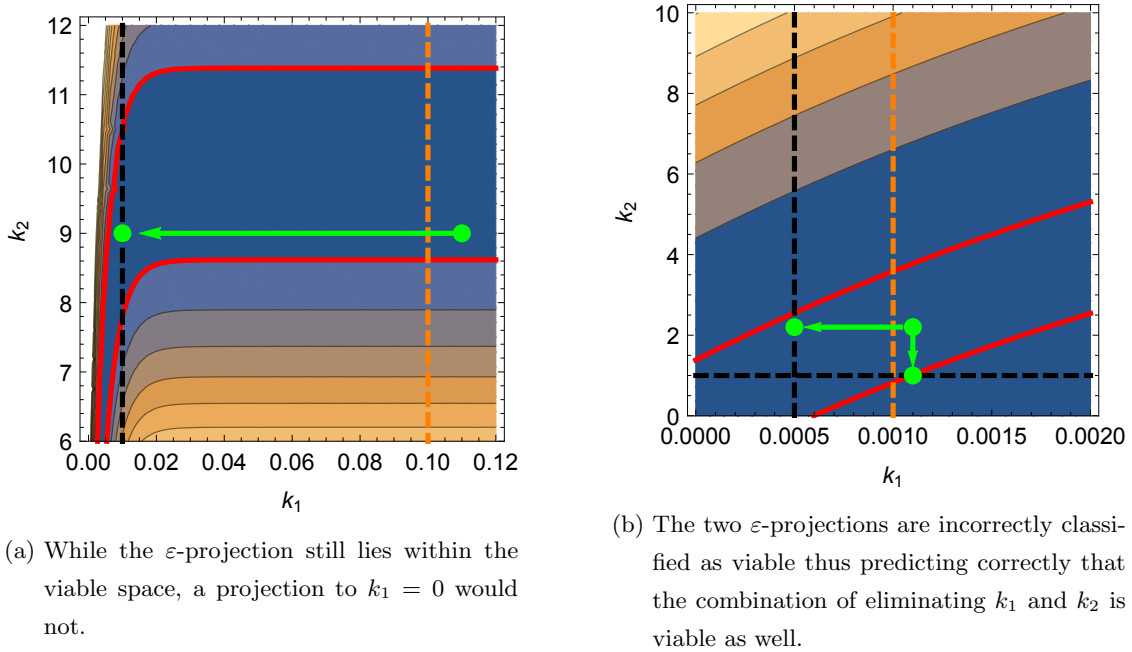 12
11
10
9
8
7
6
k₂
0.00 0.02 0.04 0.06 0.08 0.10 0.12
k₁
(a) While the ε-projection still lies within the
viable space, a projection to k₁ = 0 would
not.
10
8
6
4
2
0
k₂
0.0000 0.0005 0.0010 0.0015 0.0020
k₁
(b) The two ε-projections are incorrectly classi-
fied as viable thus predicting correctly that
the combination of eliminating k₁ and k₂ is
viable as well.